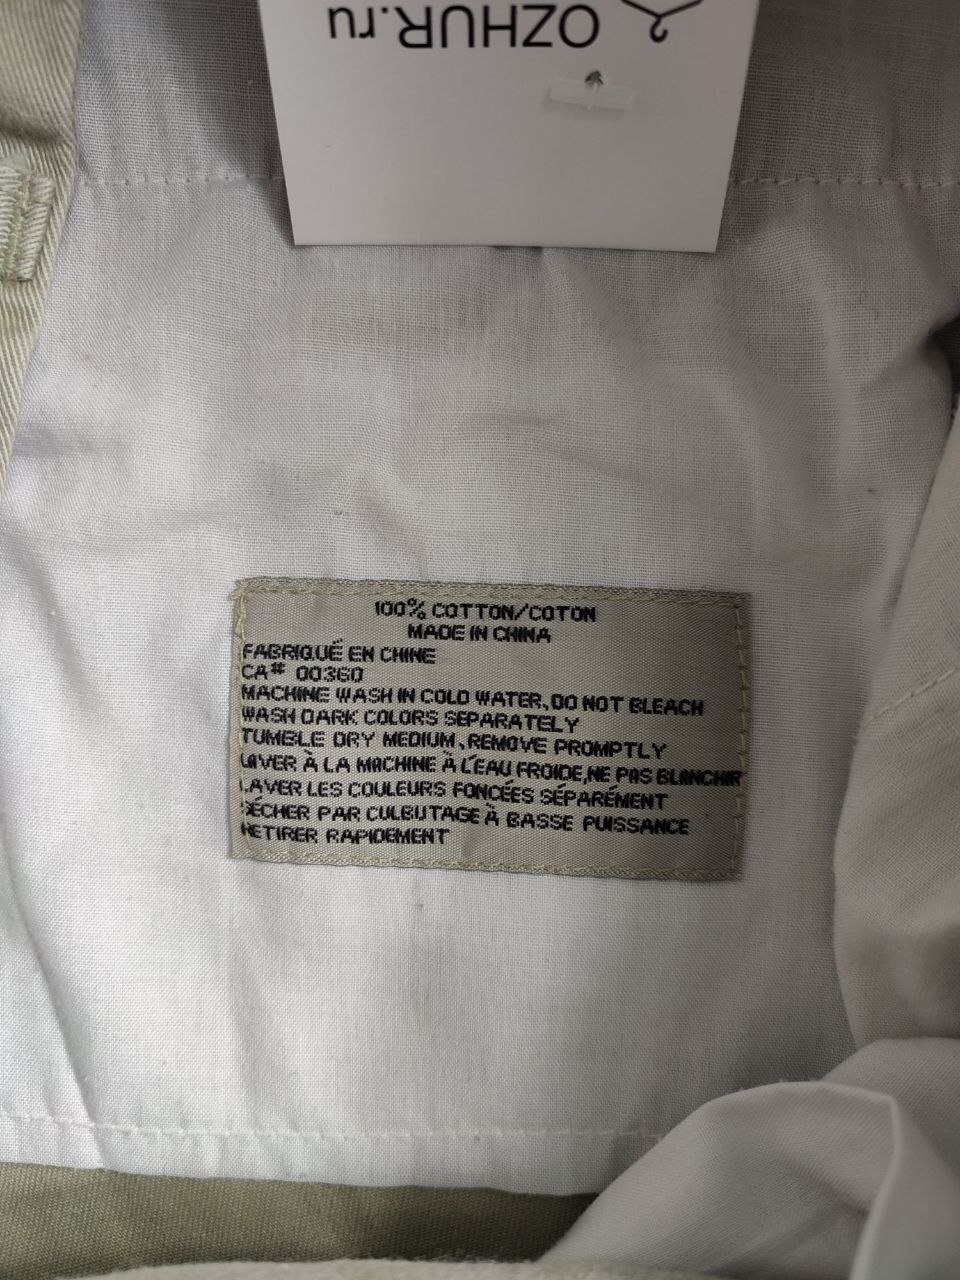 OZHUR.ru
100% COTTON/COTON
MADE IN CHINA
FABRIQUÉ EN CHINE
CA# 00360
MACHINE WASH IN COLD WATER, DO NOT BLEACH
WASH DARK COLORS SEPARATELY
TUMBLE DRY MEDIUM, REMOVE PROMPTLY
LAVER À LA MACHINE À L'EAU FROIDE, NE PAS BLANCHIR
LAVER LES COULEURS FONCÉES SÉPARÉMENT
SÉCHER PAR CULBUTAGE À BASSE PUISSANCE
RETIRER RAPIDEMENT